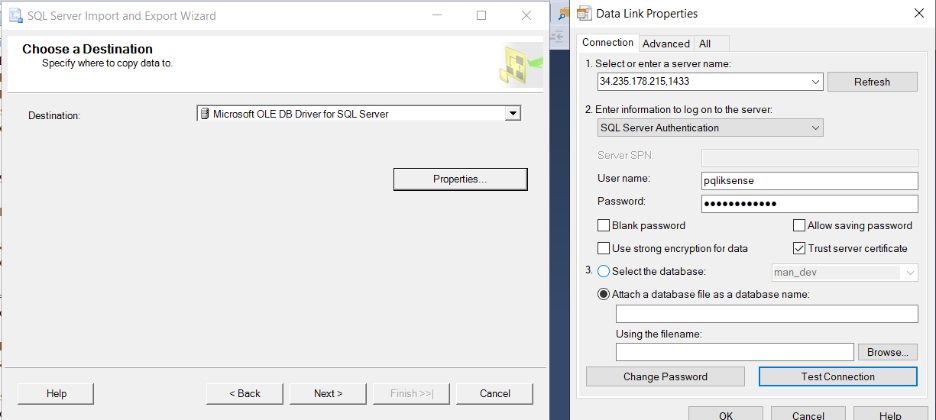 SQL Server Import and Export Wizard
Choose a Destination
Specify where to copy data to.
Destination:
Microsoft OLE DB Driver for SQL Server
Properties...
Help
< Back
Next >
Finish >>|
Cancel
Data Link Properties
Connection
Advanced
All
1. Select or enter a server name:
34.235.178.215,1433
Refresh
2. Enter information to log on to the server:
SQL Server Authentication
Server SPN:
User name:
pqliksense
Password:
••••••••••••
Blank password
Allow saving password
Use strong encryption for data
Trust server certificate
3. Select the database:
man_dev
Attach a database file as a database name:
Using the filename:
Browse...
Change Password
Test Connection
OK
Cancel
Help